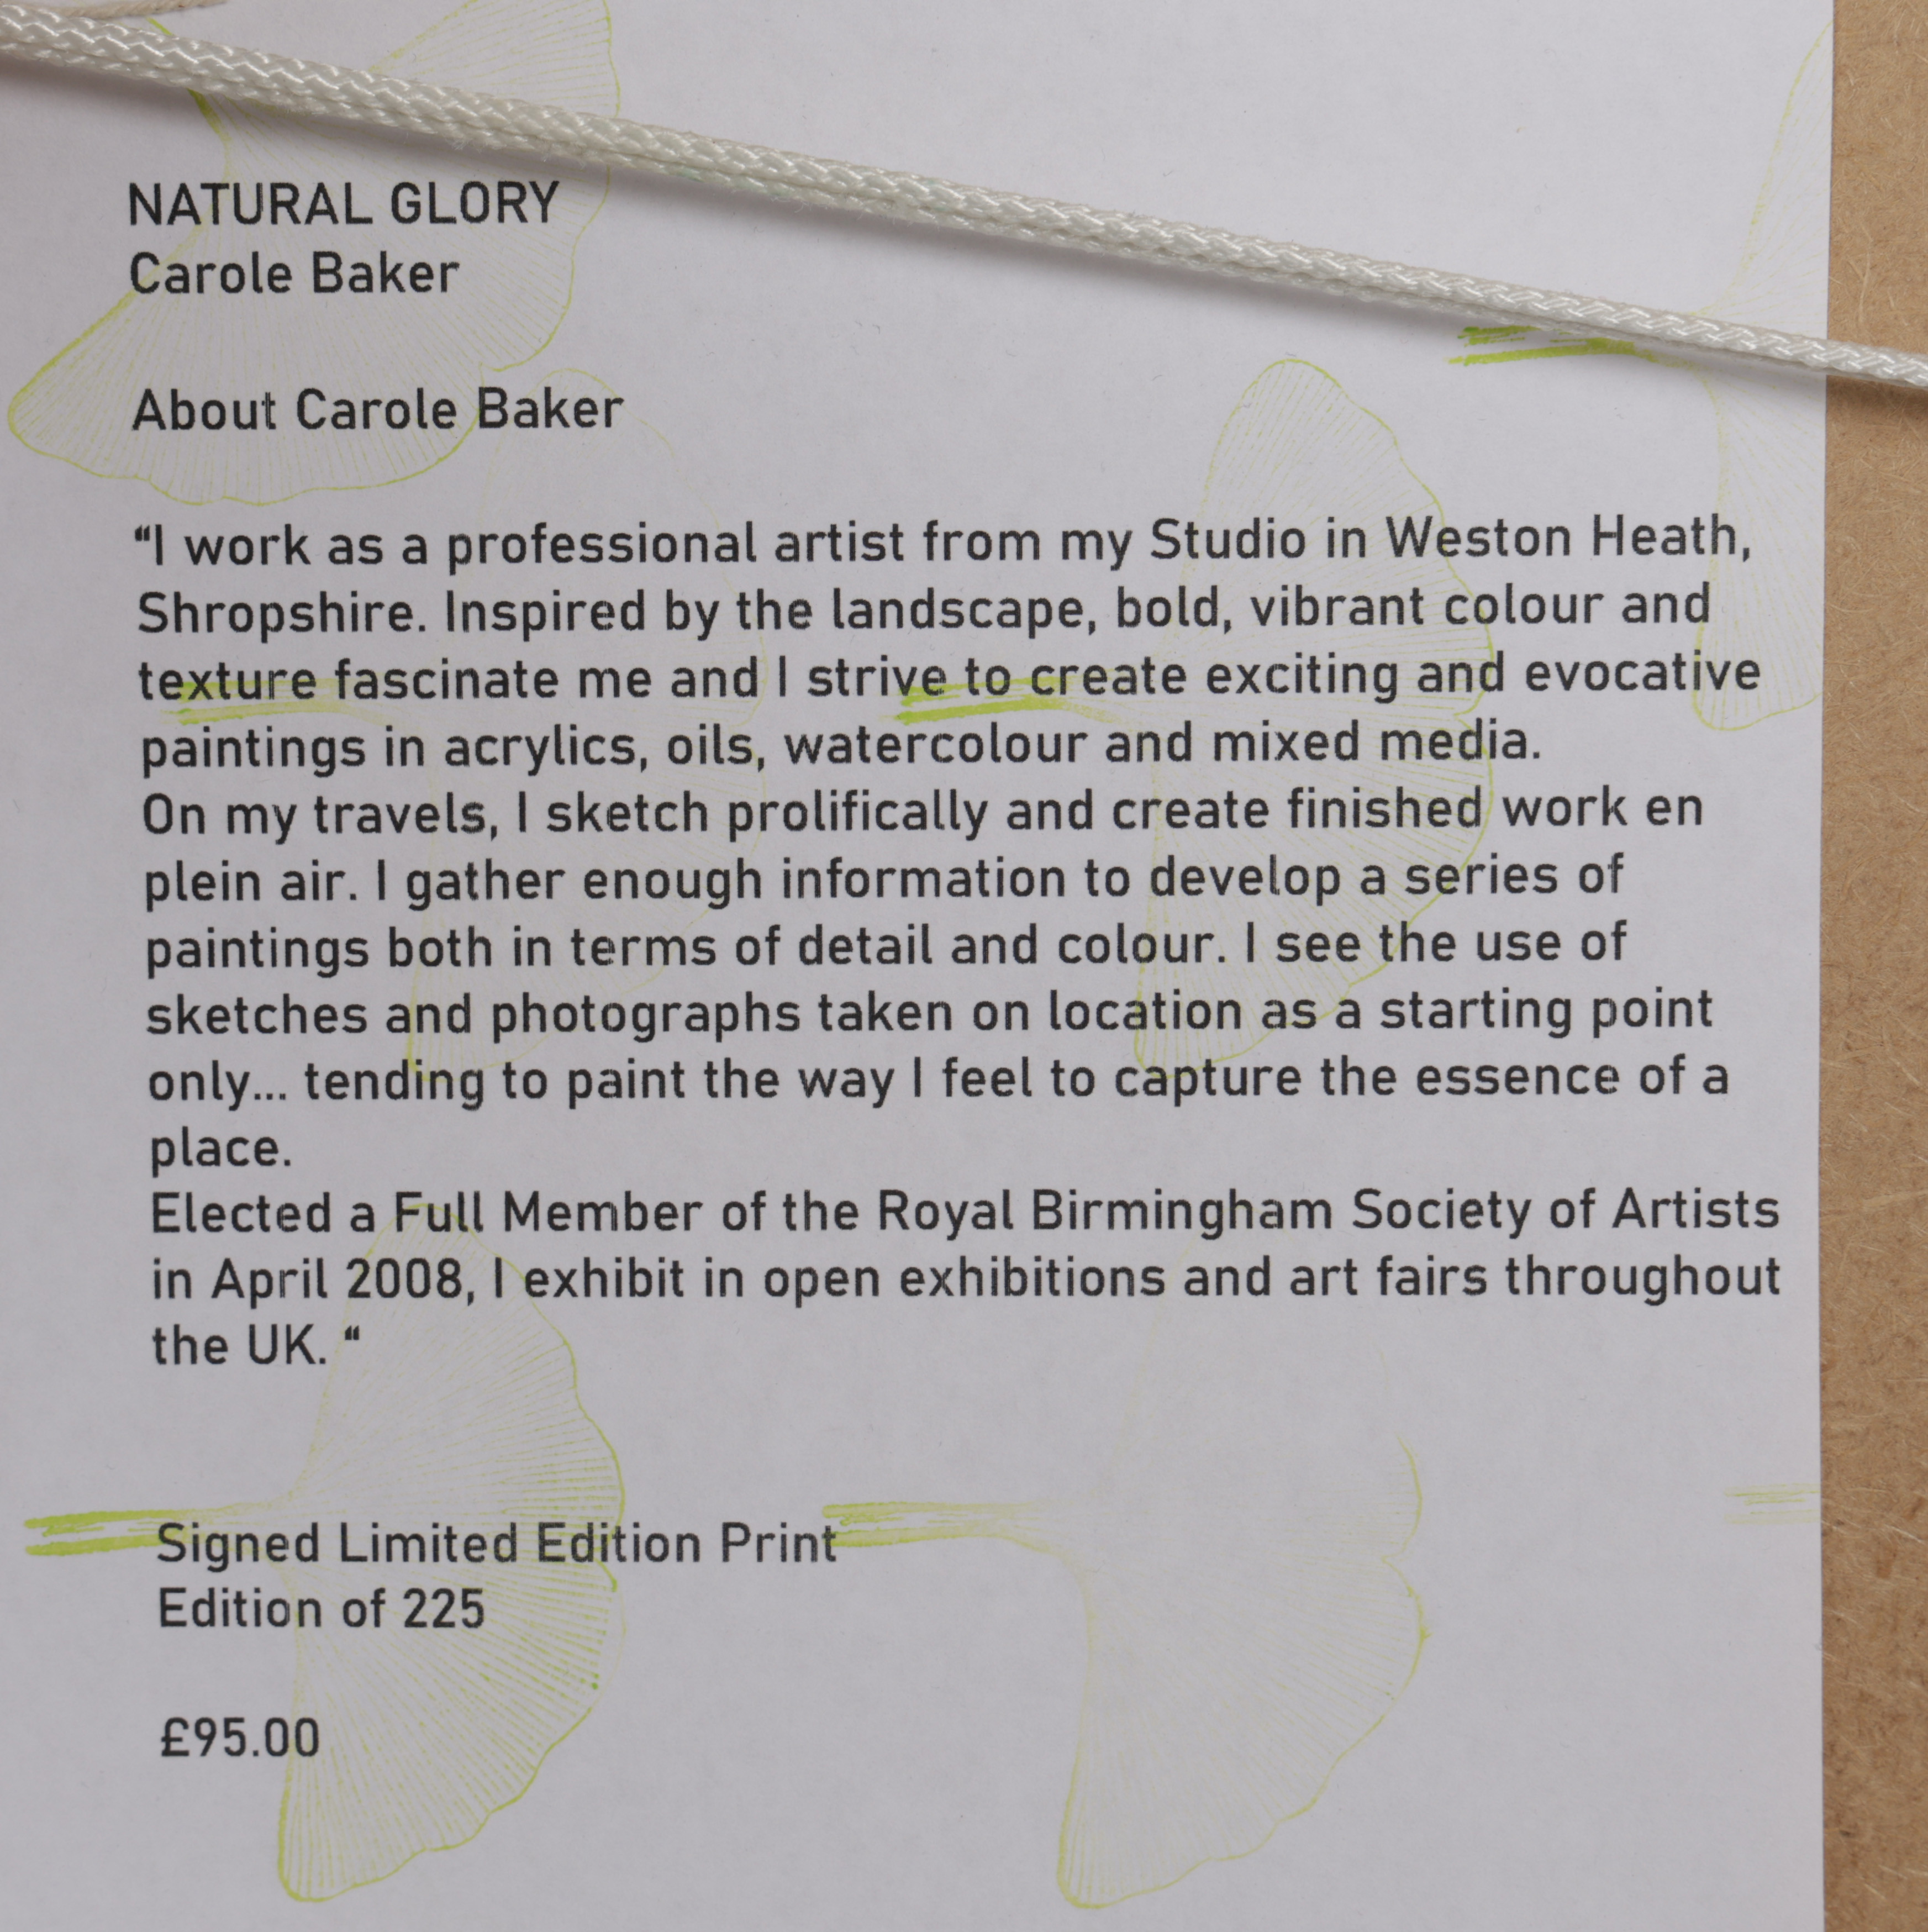 NATURAL GLORY
Carole Baker
About Carole Baker
“I work as a professional artist from my Studio in Weston Heath,
Shropshire. Inspired by the landscape, bold, vibrant colour and
texture fascinate me and I strive to create exciting and evocative
paintings in acrylics, oils, watercolour and mixed media.
On my travels, I sketch prolifically and create finished work en
plein air. I gather enough information to develop a series of
paintings both in terms of detail and colour. I see the use of
sketches and photographs taken on location as a starting point
only... tending to paint the way I feel to capture the essence of a
place.
Elected a Full Member of the Royal Birmingham Society of Artists
in April 2008, I exhibit in open exhibitions and art fairs throughout
the UK. “
Signed Limited Edition Print
Edition of 225
£95.00